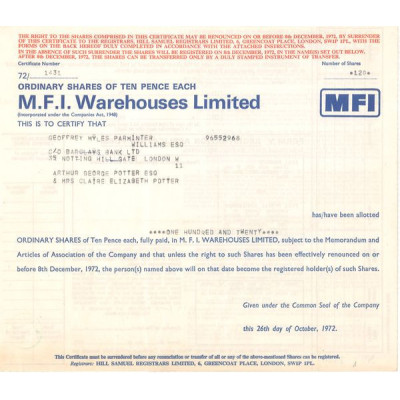 THE RIGHT TO THE SHARES COMPRISED IN THIS CERTIFICATE MAY BE RENOUNCED ON OR BEFORE 8th DECEMBER, 1972, BY SURRENDER
OF THIS CERTIFICATE TO THE REGISTRARS, HILL SAMUEL REGISTRARS LIMITED, 6, GREENCOAT PLACE, LONDON, SW1P 1PL, WITH THE
FORMS ON THE BACK HEREOF DULY COMPLETED IN ACCORDANCE WITH THE ATTACHED INSTRUCTIONS.
UNLESS THIS CERTIFICATE IS SO SURRENDERED ON OR BEFORE 8th DECEMBER, 1972, IN THE NAME(S) SET OUT BELOW,
AFTER 8th DECEMBER, 1972, THE SHARES CAN BE TRANSFERRED ONLY BY A DULY STAMPED INSTRUMENT OF TRANSFER.
Certificate Number
Number of Shares
72/ 1431
*120*
ORDINARY SHARES OF TEN PENCE EACH
M.F.I. Warehouses Limited
MFI
(Incorporated under the Companies Act, 1948)
THIS IS TO CERTIFY THAT
GEOFFREY MYLES PARMINTER
WILLIAMS ESQ
C/O BARCLAYS BANK LTD
NOTTING HILL GATE LONDON W
11
ARTHUR GEORGE POTTER ESQ
& MRS CLAIRE ELIZABETH POTTER
has/have been allotted
****ONE HUNDRED AND TWENTY****
ORDINARY SHARES of Ten Pence each, fully paid, in M. F. I. WAREHOUSES LIMITED, subject to the Memorandum and
Articles of Association of the Company and that unless the right to such Shares has been effectively renounced on or
before 8th December, 1972, the person(s) named above will on that date become the registered holder(s) of such Shares.
Given under the Common Seal of the Company
this 26th day of October, 1972.
This Certificate must be surrendered before any consolidation or transfer of all or any of the above-mentioned Shares can be registered.
Registrars: HILL SAMUEL REGISTRARS LIMITED, 6, GREENCOAT PLACE, LONDON, SW1P 1PL.